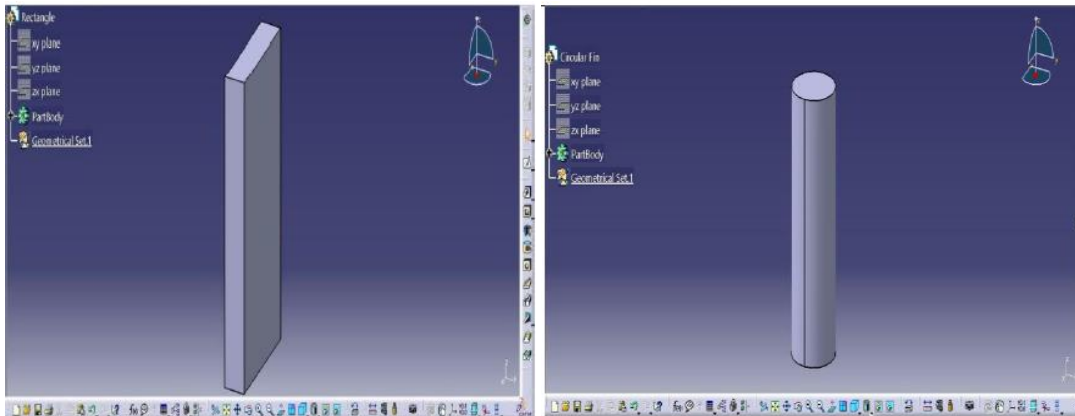 Rectangle
xy plane
yz plane
zx plane
PartBody
Geometrical Set.1
Circular Fin
xy plane
yz plane
zx plane
PartBody
Geometrical Set.1